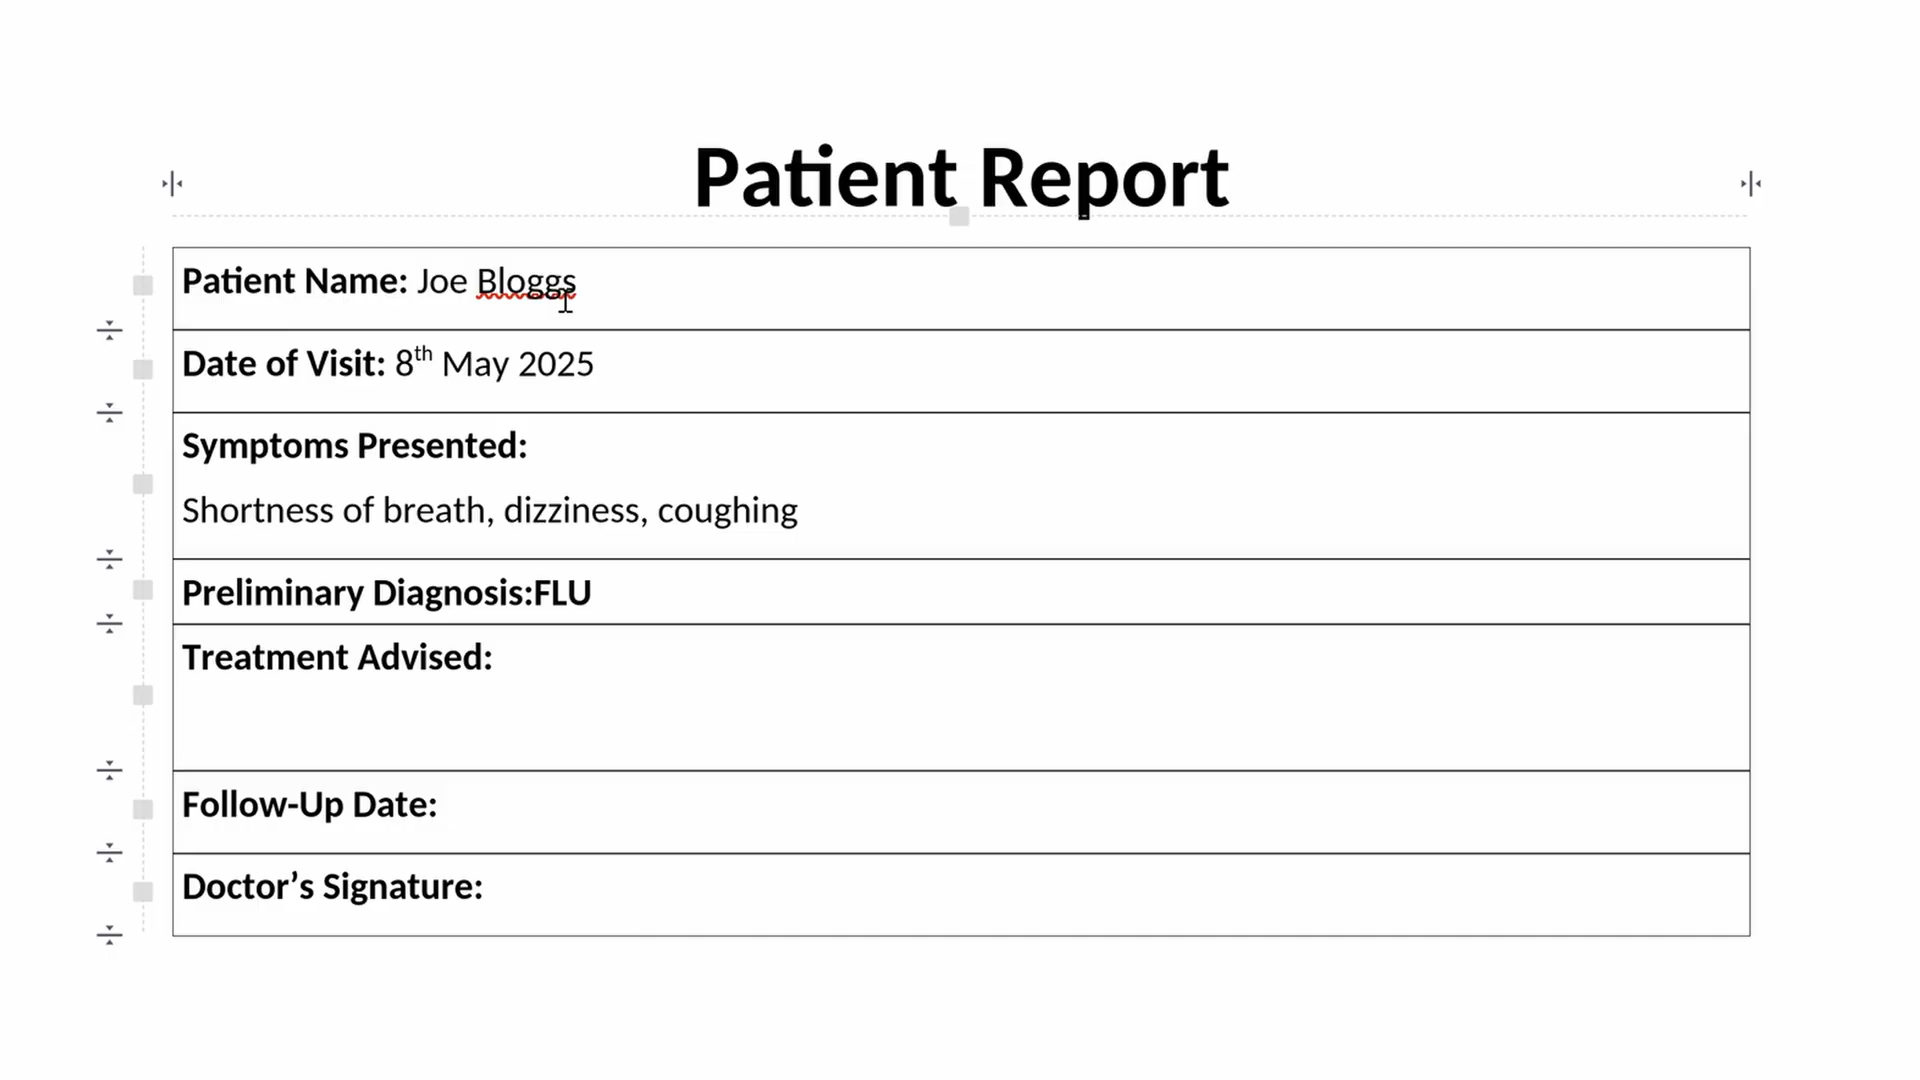 Patient Report
Patient Name: Joe Bloggs
Date of Visit: 8th May 2025
Symptoms Presented:
Shortness of breath, dizziness, coughing
Preliminary Diagnosis:FLU
Treatment Advised:
Follow-Up Date:
Doctor’s Signature: